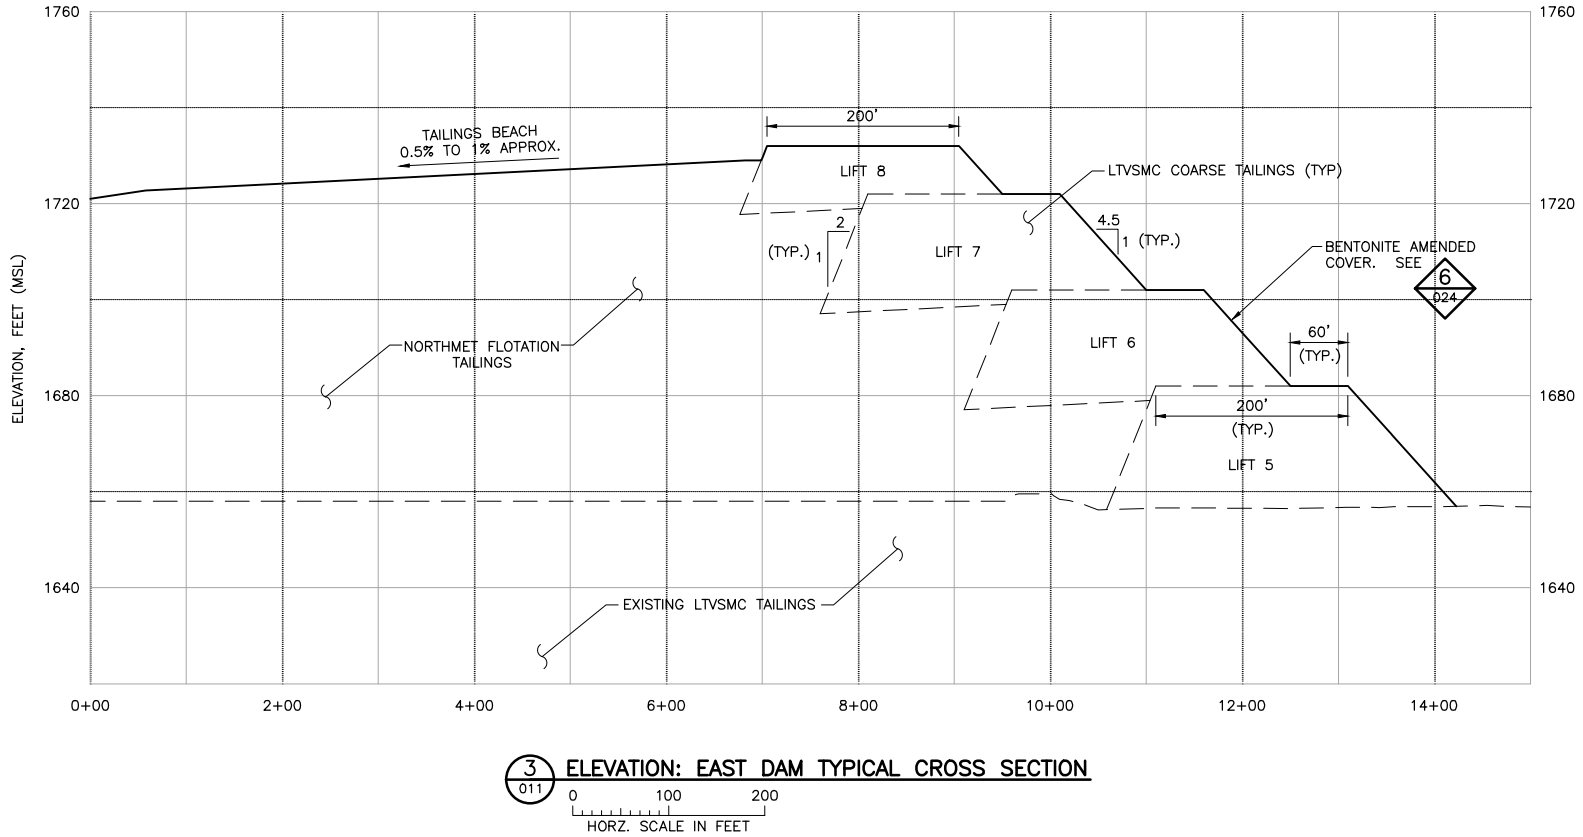 1760
1760
200'
TAILINGS BEACH
0.5% TO 1% APPROX.
LIFT 8
LTVSMC COARSE TAILINGS (TYP)
1720
1720
2
(TYP.) 1
4.5
1 (TYP.)
LIFT 7
BENTONITE AMENDED
COVER. SEE
6
024
ELEVATION, FEET (MSL)
NORTHMET FLOTATION
TAILINGS
LIFT 6
60'
(TYP.)
1680
1680
200'
(TYP.)
LIFT 5
1640
1640
EXISTING LTVSMC TAILINGS
0+00 2+00 4+00 6+00 8+00 10+00 12+00 14+00
3
011
ELEVATION: EAST DAM TYPICAL CROSS SECTION
0 100 200
HORZ. SCALE IN FEET